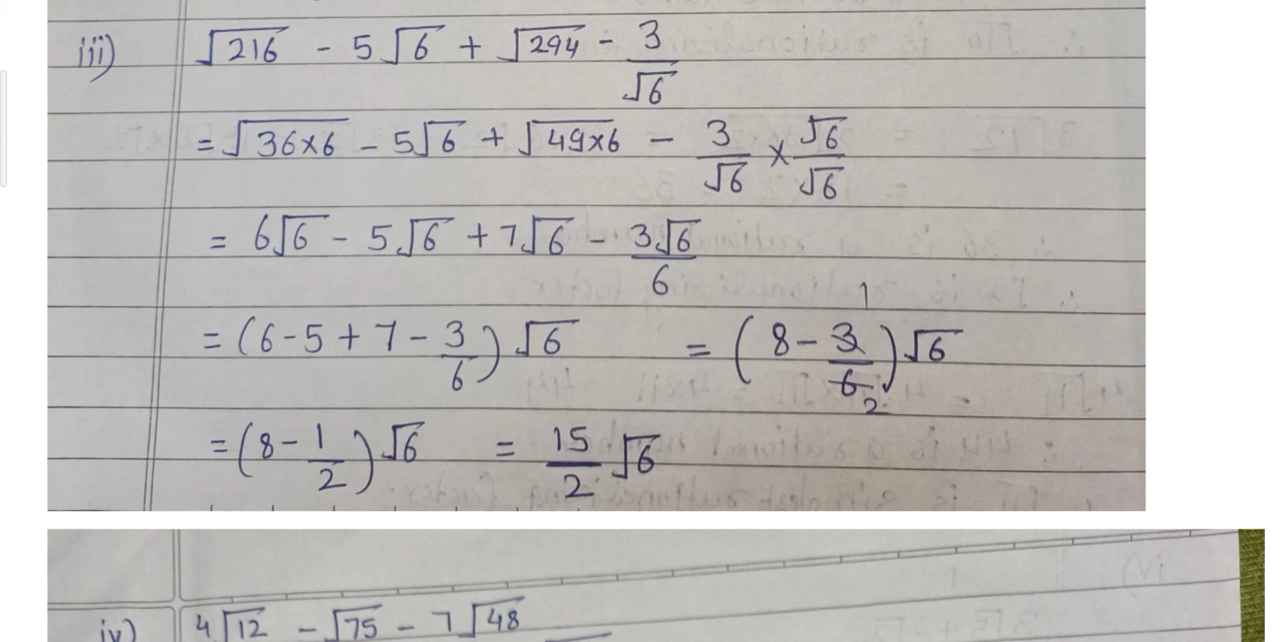 iii) √216 - 5√6 + √294 - 3/√6
= √36×6 - 5√6 + √49×6 - 3/√6 × √6/√6
= 6√6 - 5√6 + 7√6 - 3√6/6
= (6-5+7-3/6)√6 = (8-3/6)√6 1 2
= (8-1/2)√6 = 15/2 √6
iv) 4√12 - √75 - 7√48